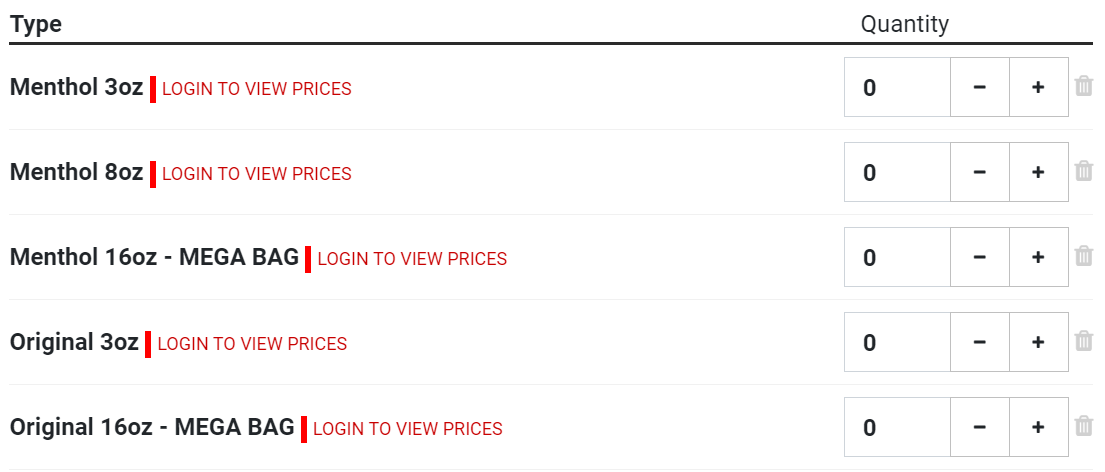 Type Quantity
Menthol 3oz LOGIN TO VIEW PRICES 0 − +
Menthol 8oz LOGIN TO VIEW PRICES 0 − +
Menthol 16oz - MEGA BAG LOGIN TO VIEW PRICES 0 − +
Original 3oz LOGIN TO VIEW PRICES 0 − +
Original 16oz - MEGA BAG LOGIN TO VIEW PRICES 0 − +